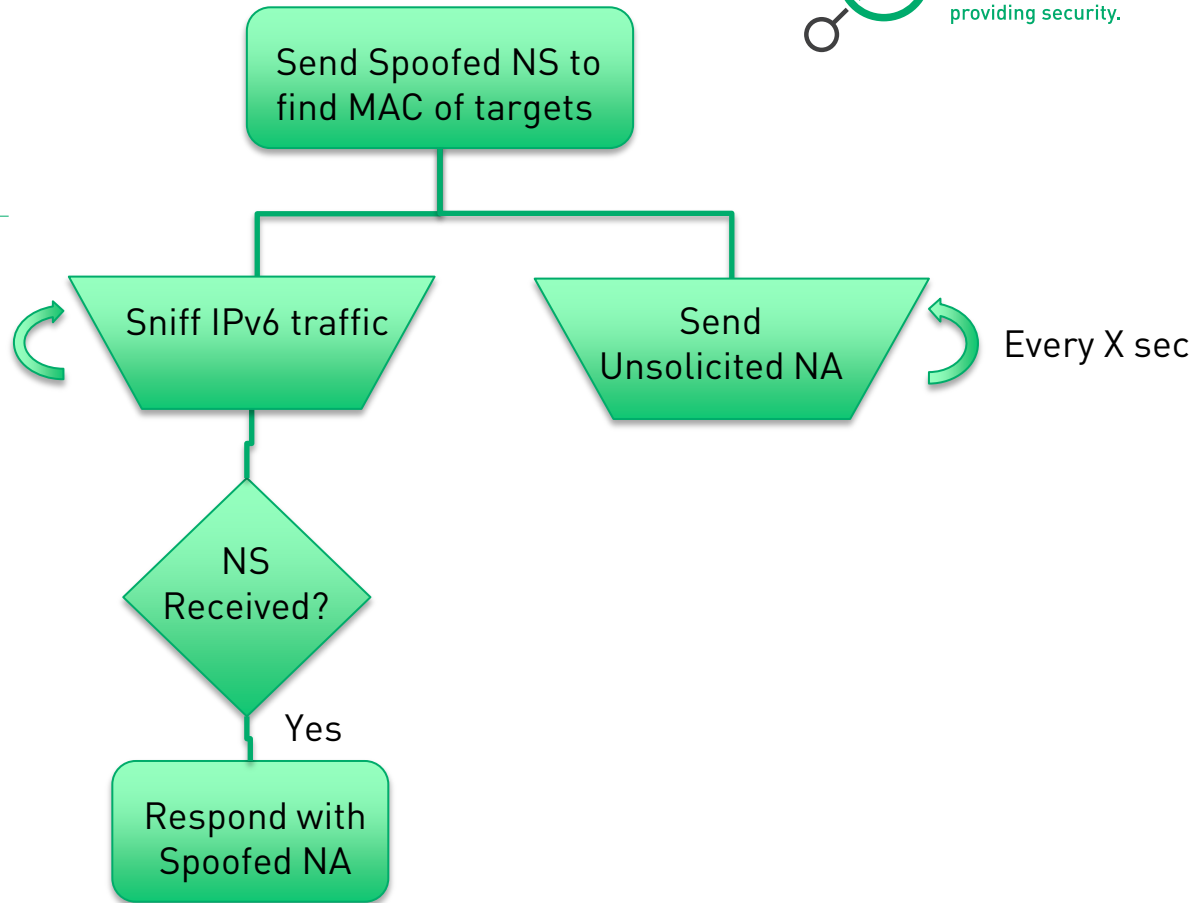 providing security.
Send Spoofed NS to
find MAC of targets
Sniff IPv6 traffic
Send
Unsolicited NA
Every X sec
NS
Received?
Yes
Respond with
Spoofed NA